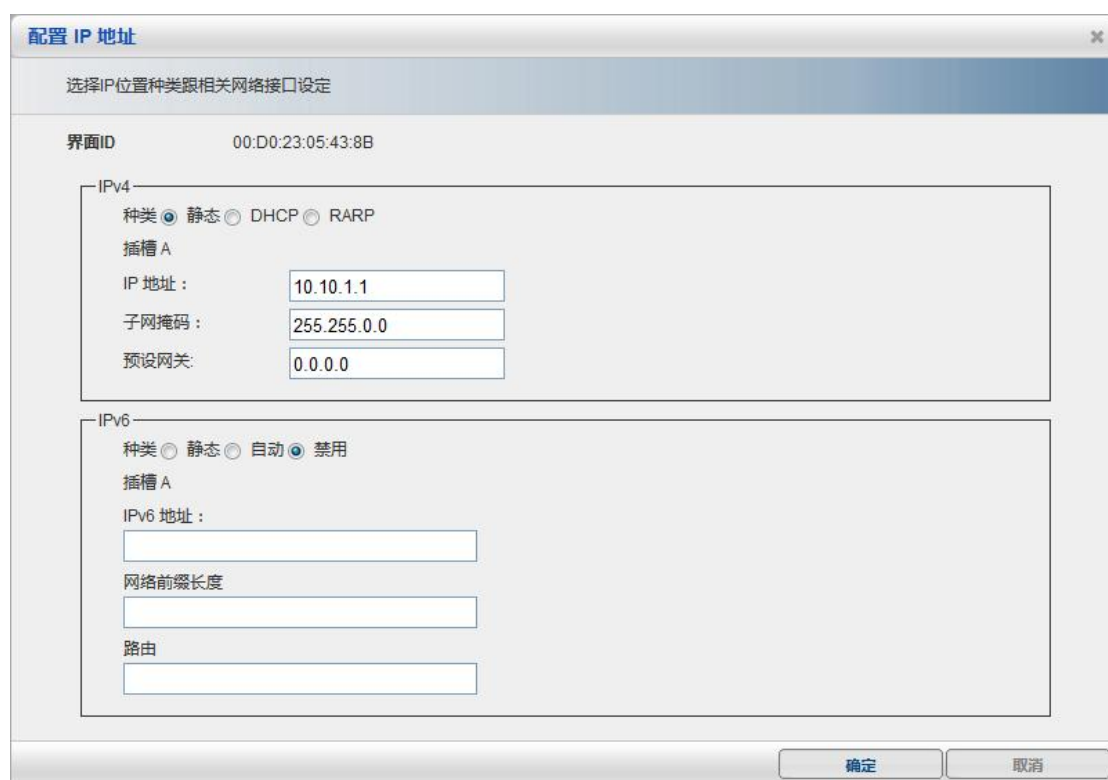 配置 IP 地址
选择IP位置种类跟相关网络接口设定
界面ID 00:D0:23:05:43:8B
IPv4
种类 静态 DHCP RARP
插槽 A
IP 地址： 10.10.1.1
子网掩码： 255.255.0.0
预设网关: 0.0.0.0
IPv6
种类 静态 自动 禁用
插槽 A
IPv6 地址：
网络前缀长度
路由
确定 取消